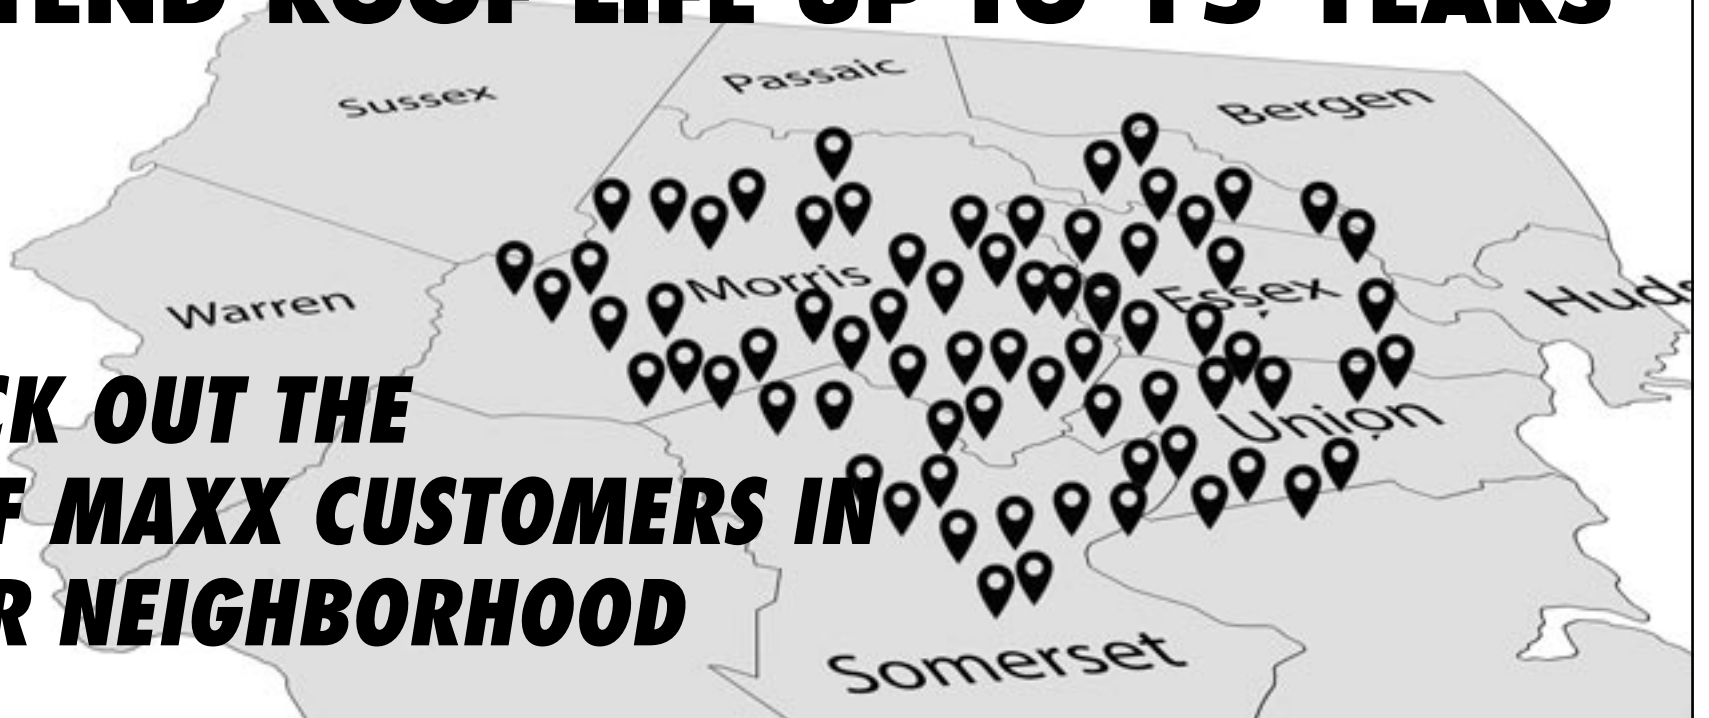 TEND ROOF LIFE UP TO 15 YEARS
Passaic
Sussex
Bergen
Morris
Warren
Essex
Huds
CK OUT THE
Union
F MAXX CUSTOMERS IN
R NEIGHBORHOOD
Somerset